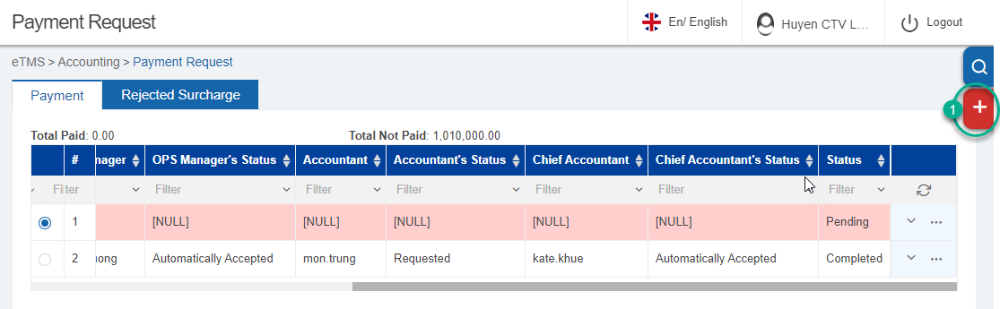 Payment Request
En/ English
Huyen CTV L...
Logout
eTMS > Accounting > Payment Request
Payment
Rejected Surcharge
1
Total Paid: 0.00
Total Not Paid: 1,010,000.00
# nager OPS Manager's Status Accountant Accountant's Status Chief Accountant Chief Accountant's Status Status
Filter Filter Filter Filter Filter Filter Filter
1 [NULL] [NULL] [NULL] [NULL] [NULL] Pending
2 uong Automatically Accepted mon.trung Requested kate.khue Automatically Accepted Completed